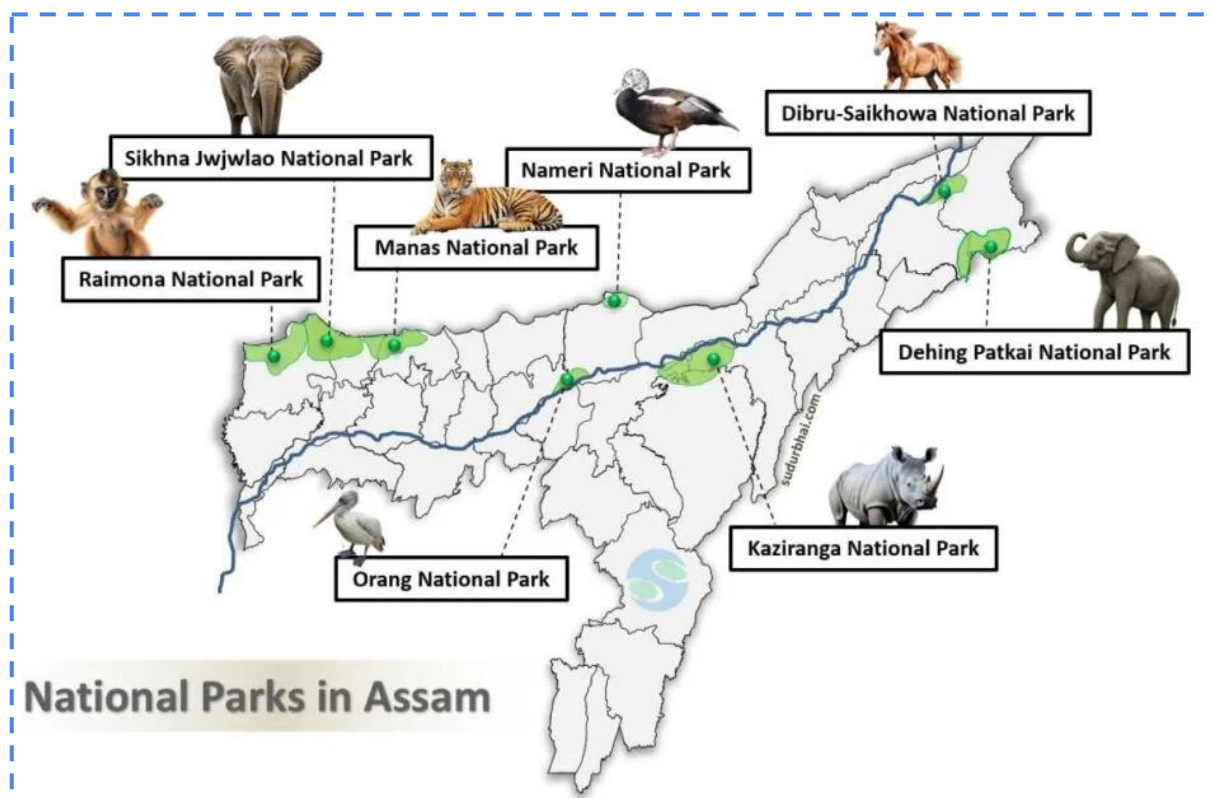 Dibru-Saikhowa National Park
Sikhna Jwjwlao National Park
Nameri National Park
Manas National Park
Raimona National Park
Dehing Patkai National Park
sudurbhai.com
Kaziranga National Park
Orang National Park
National Parks in Assam